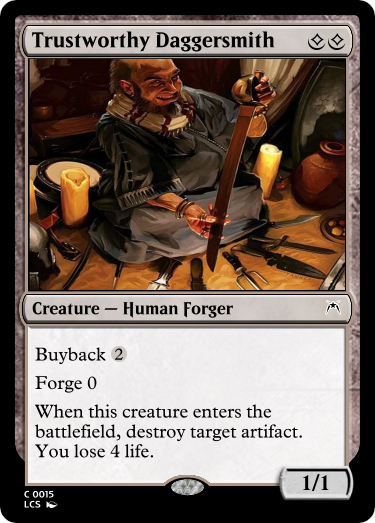 Trustworthy Daggersmith
Creature — Human Forger
Buyback 2
Forge 0
When this creature enters the
battlefield, destroy target artifact.
You lose 4 life.
1/1
C 0015
LCS